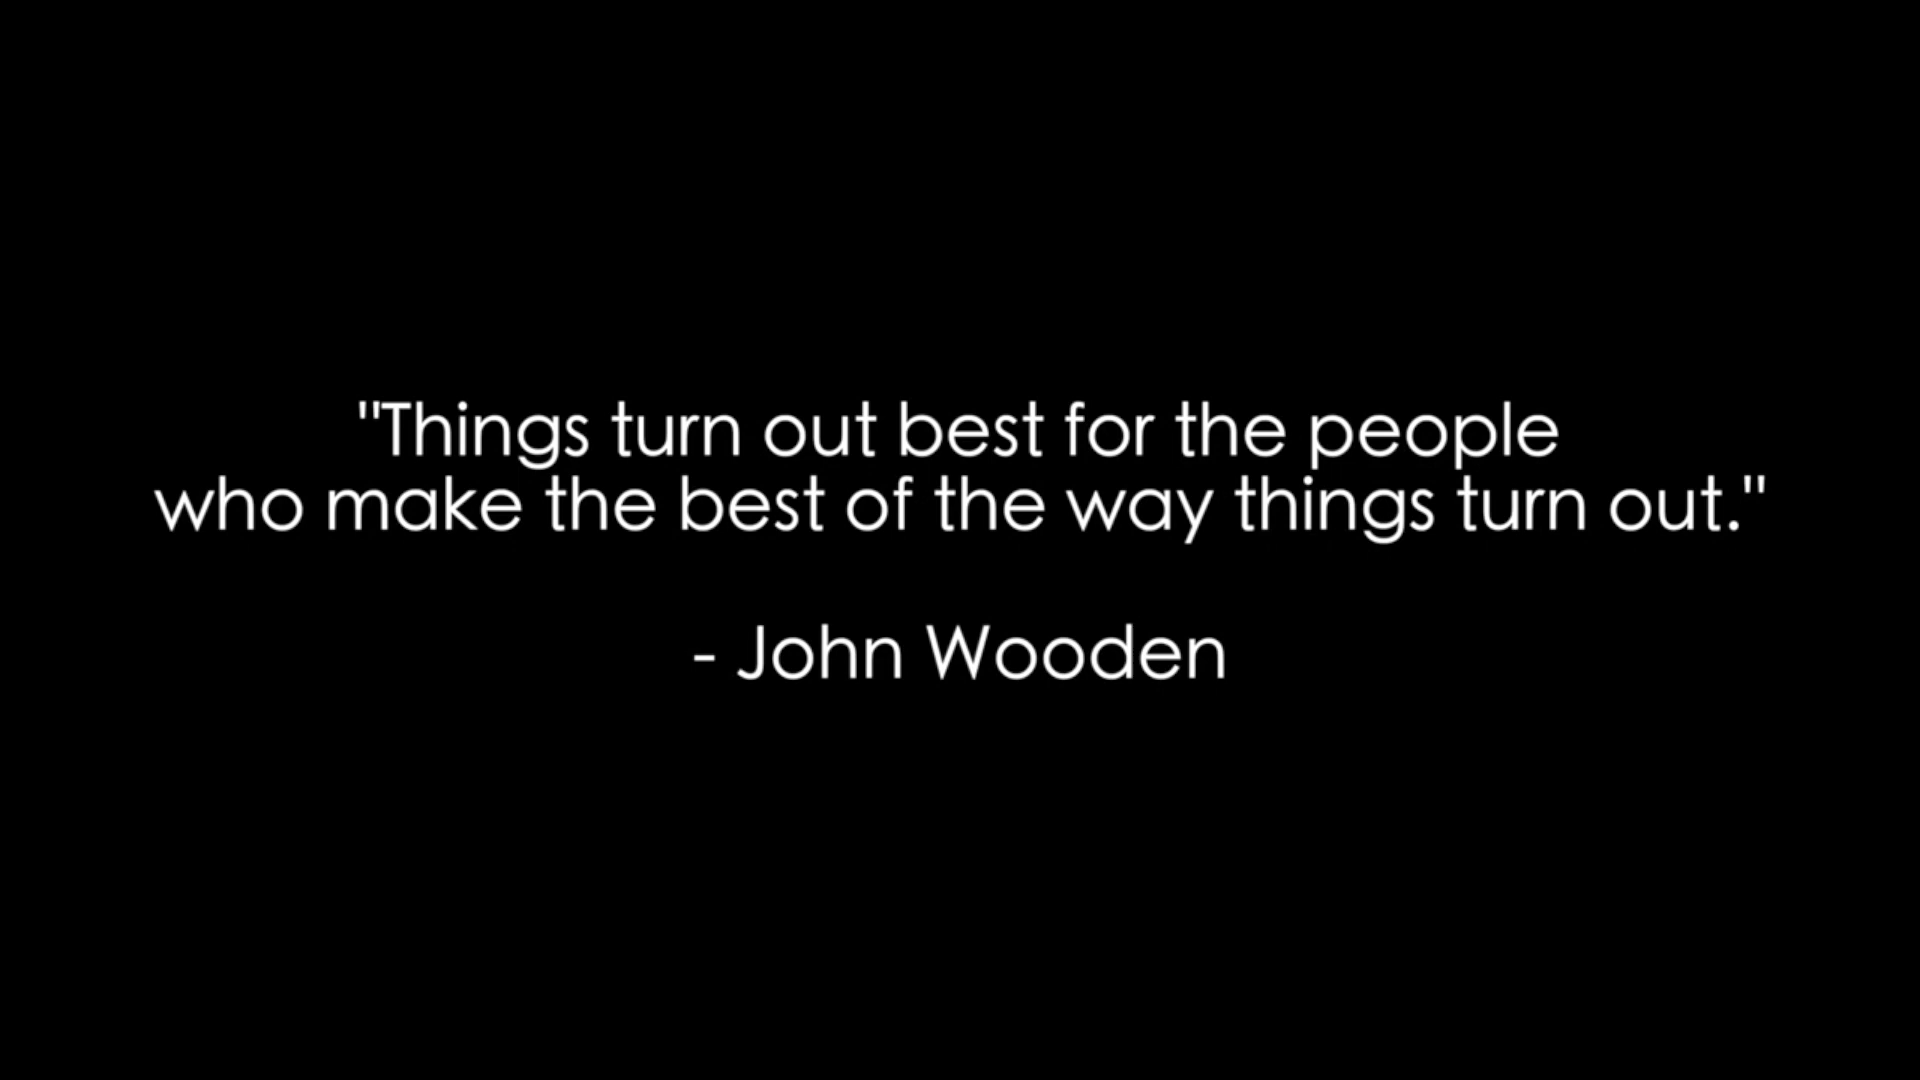 "Things turn out best for the people
who make the best of the way things turn out."
- John Wooden